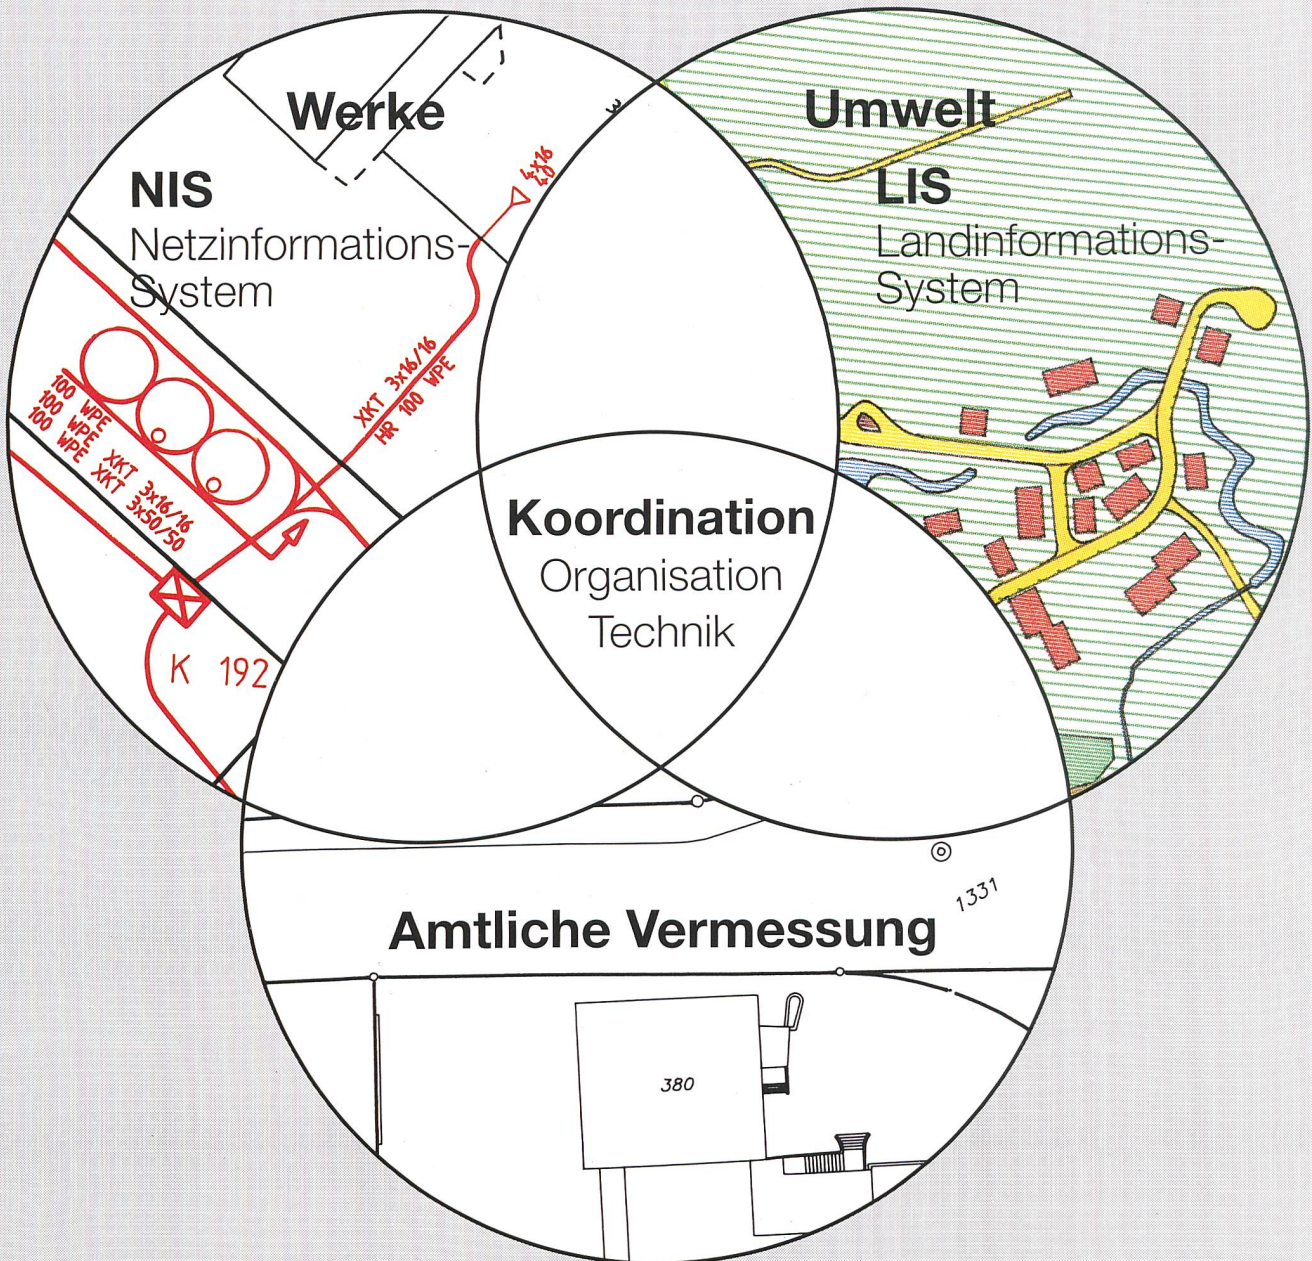 Werke
NIS
Netzinformations-
System
4x16
XKT 3x16/16
HR 100 WPE
100 WPE
100 WPE XKT 3x16/16
100 WPE XKT 3x50/50
K 192
Umwelt
LIS
Landinformations-
System
Koordination
Organisation
Technik
Amtliche Vermessung
1331
380